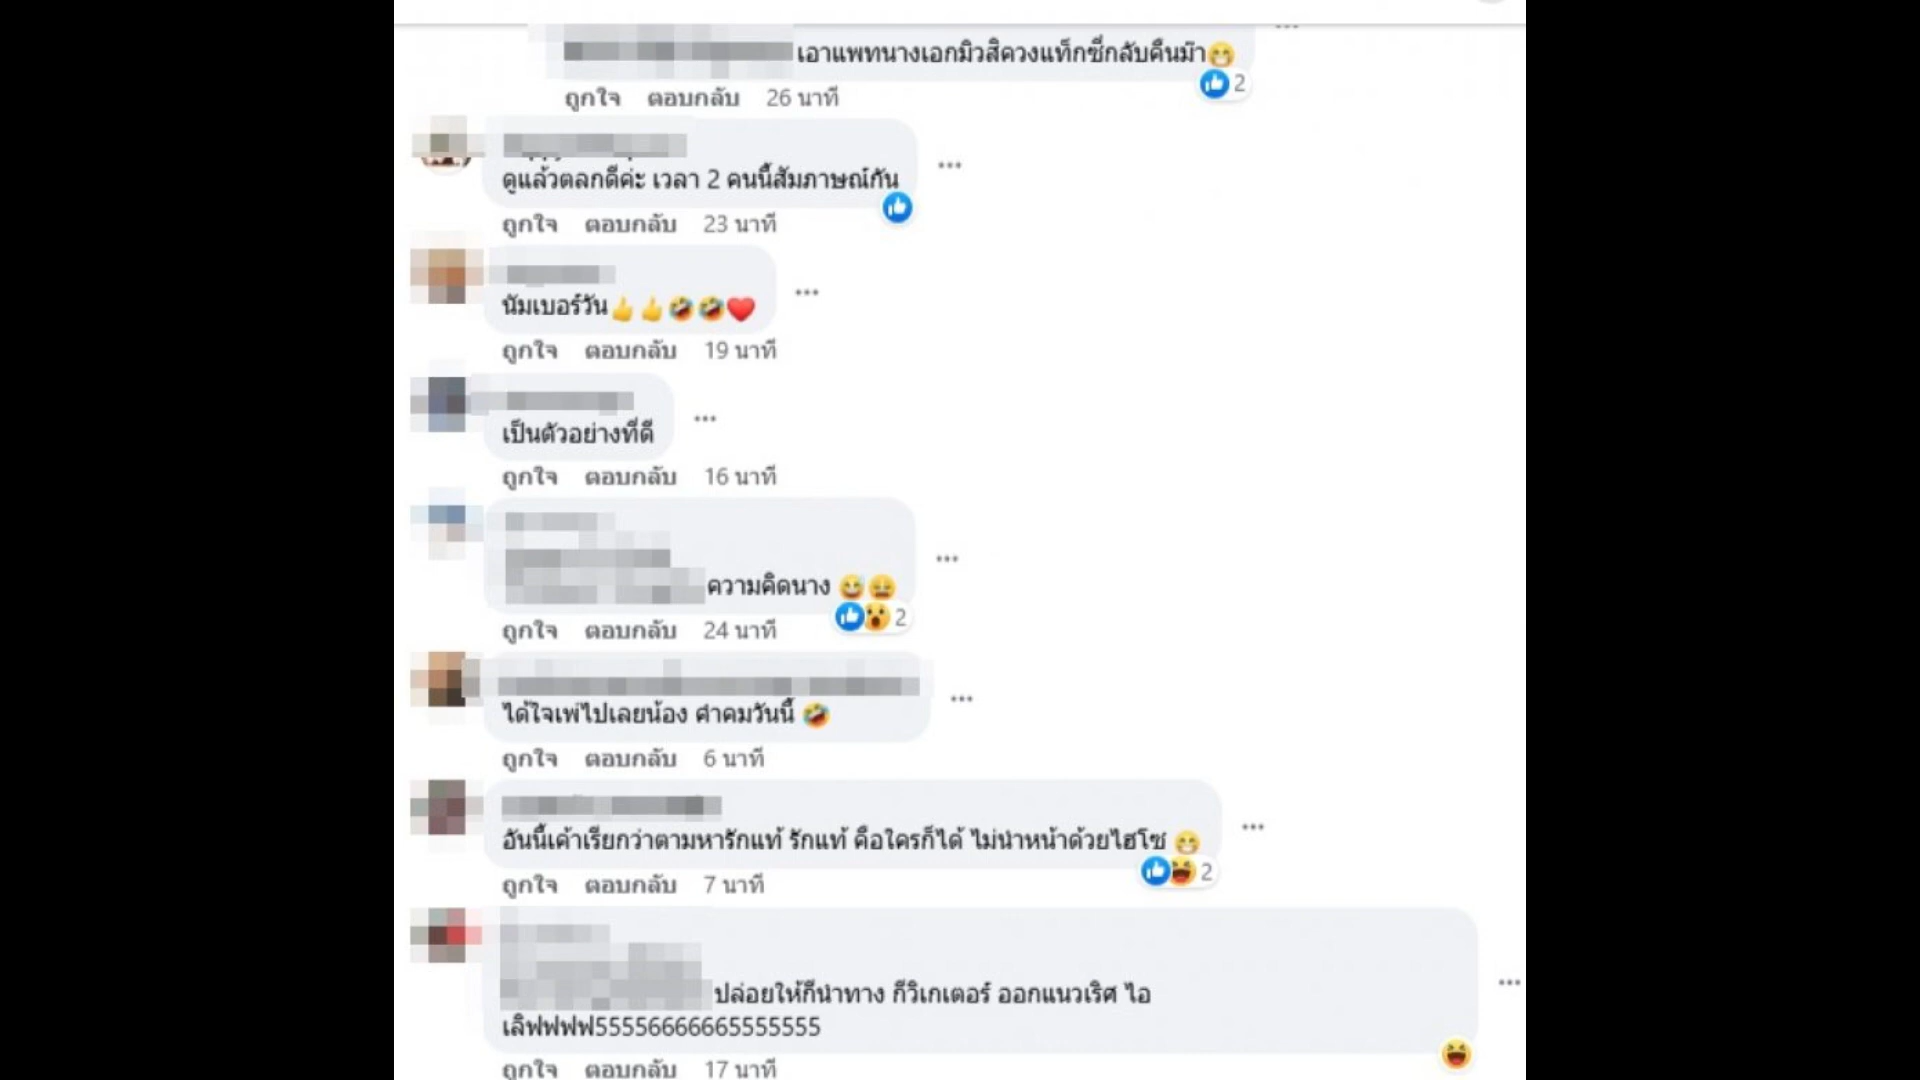 เอาแพทนางเอกมิวสิควงแท็กซี่กลับคืนม๊า😁
2
ถูกใจ ตอบกลับ 26 นาที
ดูแล้วตลกดีค่ะ เวลา 2 คนนี้สัมภาษณ์กัน
ถูกใจ ตอบกลับ 23 นาที
นัมเบอร์วัน👍👍🤣🤣❤️
ถูกใจ ตอบกลับ 19 นาที
เป็นตัวอย่างที่ดี
ถูกใจ ตอบกลับ 16 นาที
ความคิดนาง 😅😩
2
ถูกใจ ตอบกลับ 24 นาที
ได้ใจเพ่ไปเลยน้อง คำคมวันนี้ 🤣
ถูกใจ ตอบกลับ 6 นาที
อันนี้เค้าเรียกว่าตามหารักแท้ รักแท้ คือใครก็ได้ ไม่นำหน้าด้วยไฮโซ 😁
2
ถูกใจ ตอบกลับ 7 นาที
ปล่อยให้กีนำทาง กีวิเกเตอร์ ออกแนวเริศ ไอ
เลิฟฟฟฟ5555666665555555
ถูกใจ ตอบกลับ 17 นาที